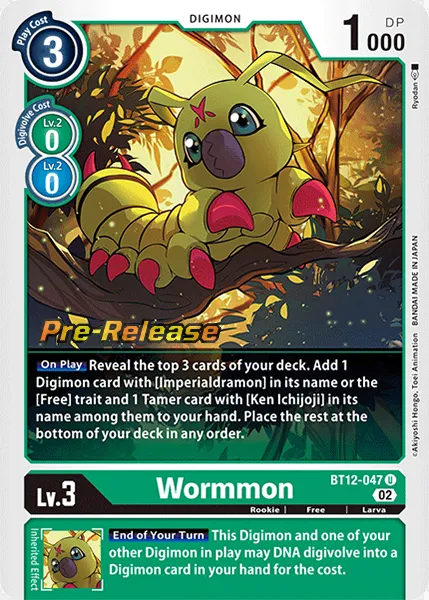 DIGIMON
Play Cost
3
DP
1000
Digivolve Cost
Lv.2
0
Lv.2
0
Ryodan
©Akiyoshi Hongo, Toei Animation BANDAI MADE IN JAPAN
Pre-Release
On Play Reveal the top 3 cards of your deck. Add 1
Digimon card with [Imperialdramon] in its name or the
[Free] trait and 1 Tamer card with [Ken Ichijoji] in its
name among them to your hand. Place the rest at the
bottom of your deck in any order.
BT12-047 U
Lv.3
Wormmon
02
Rookie | Free | Larva
Inherited Effect
End of Your Turn This Digimon and one of your
other Digimon in play may DNA digivolve into a
Digimon card in your hand for the cost.